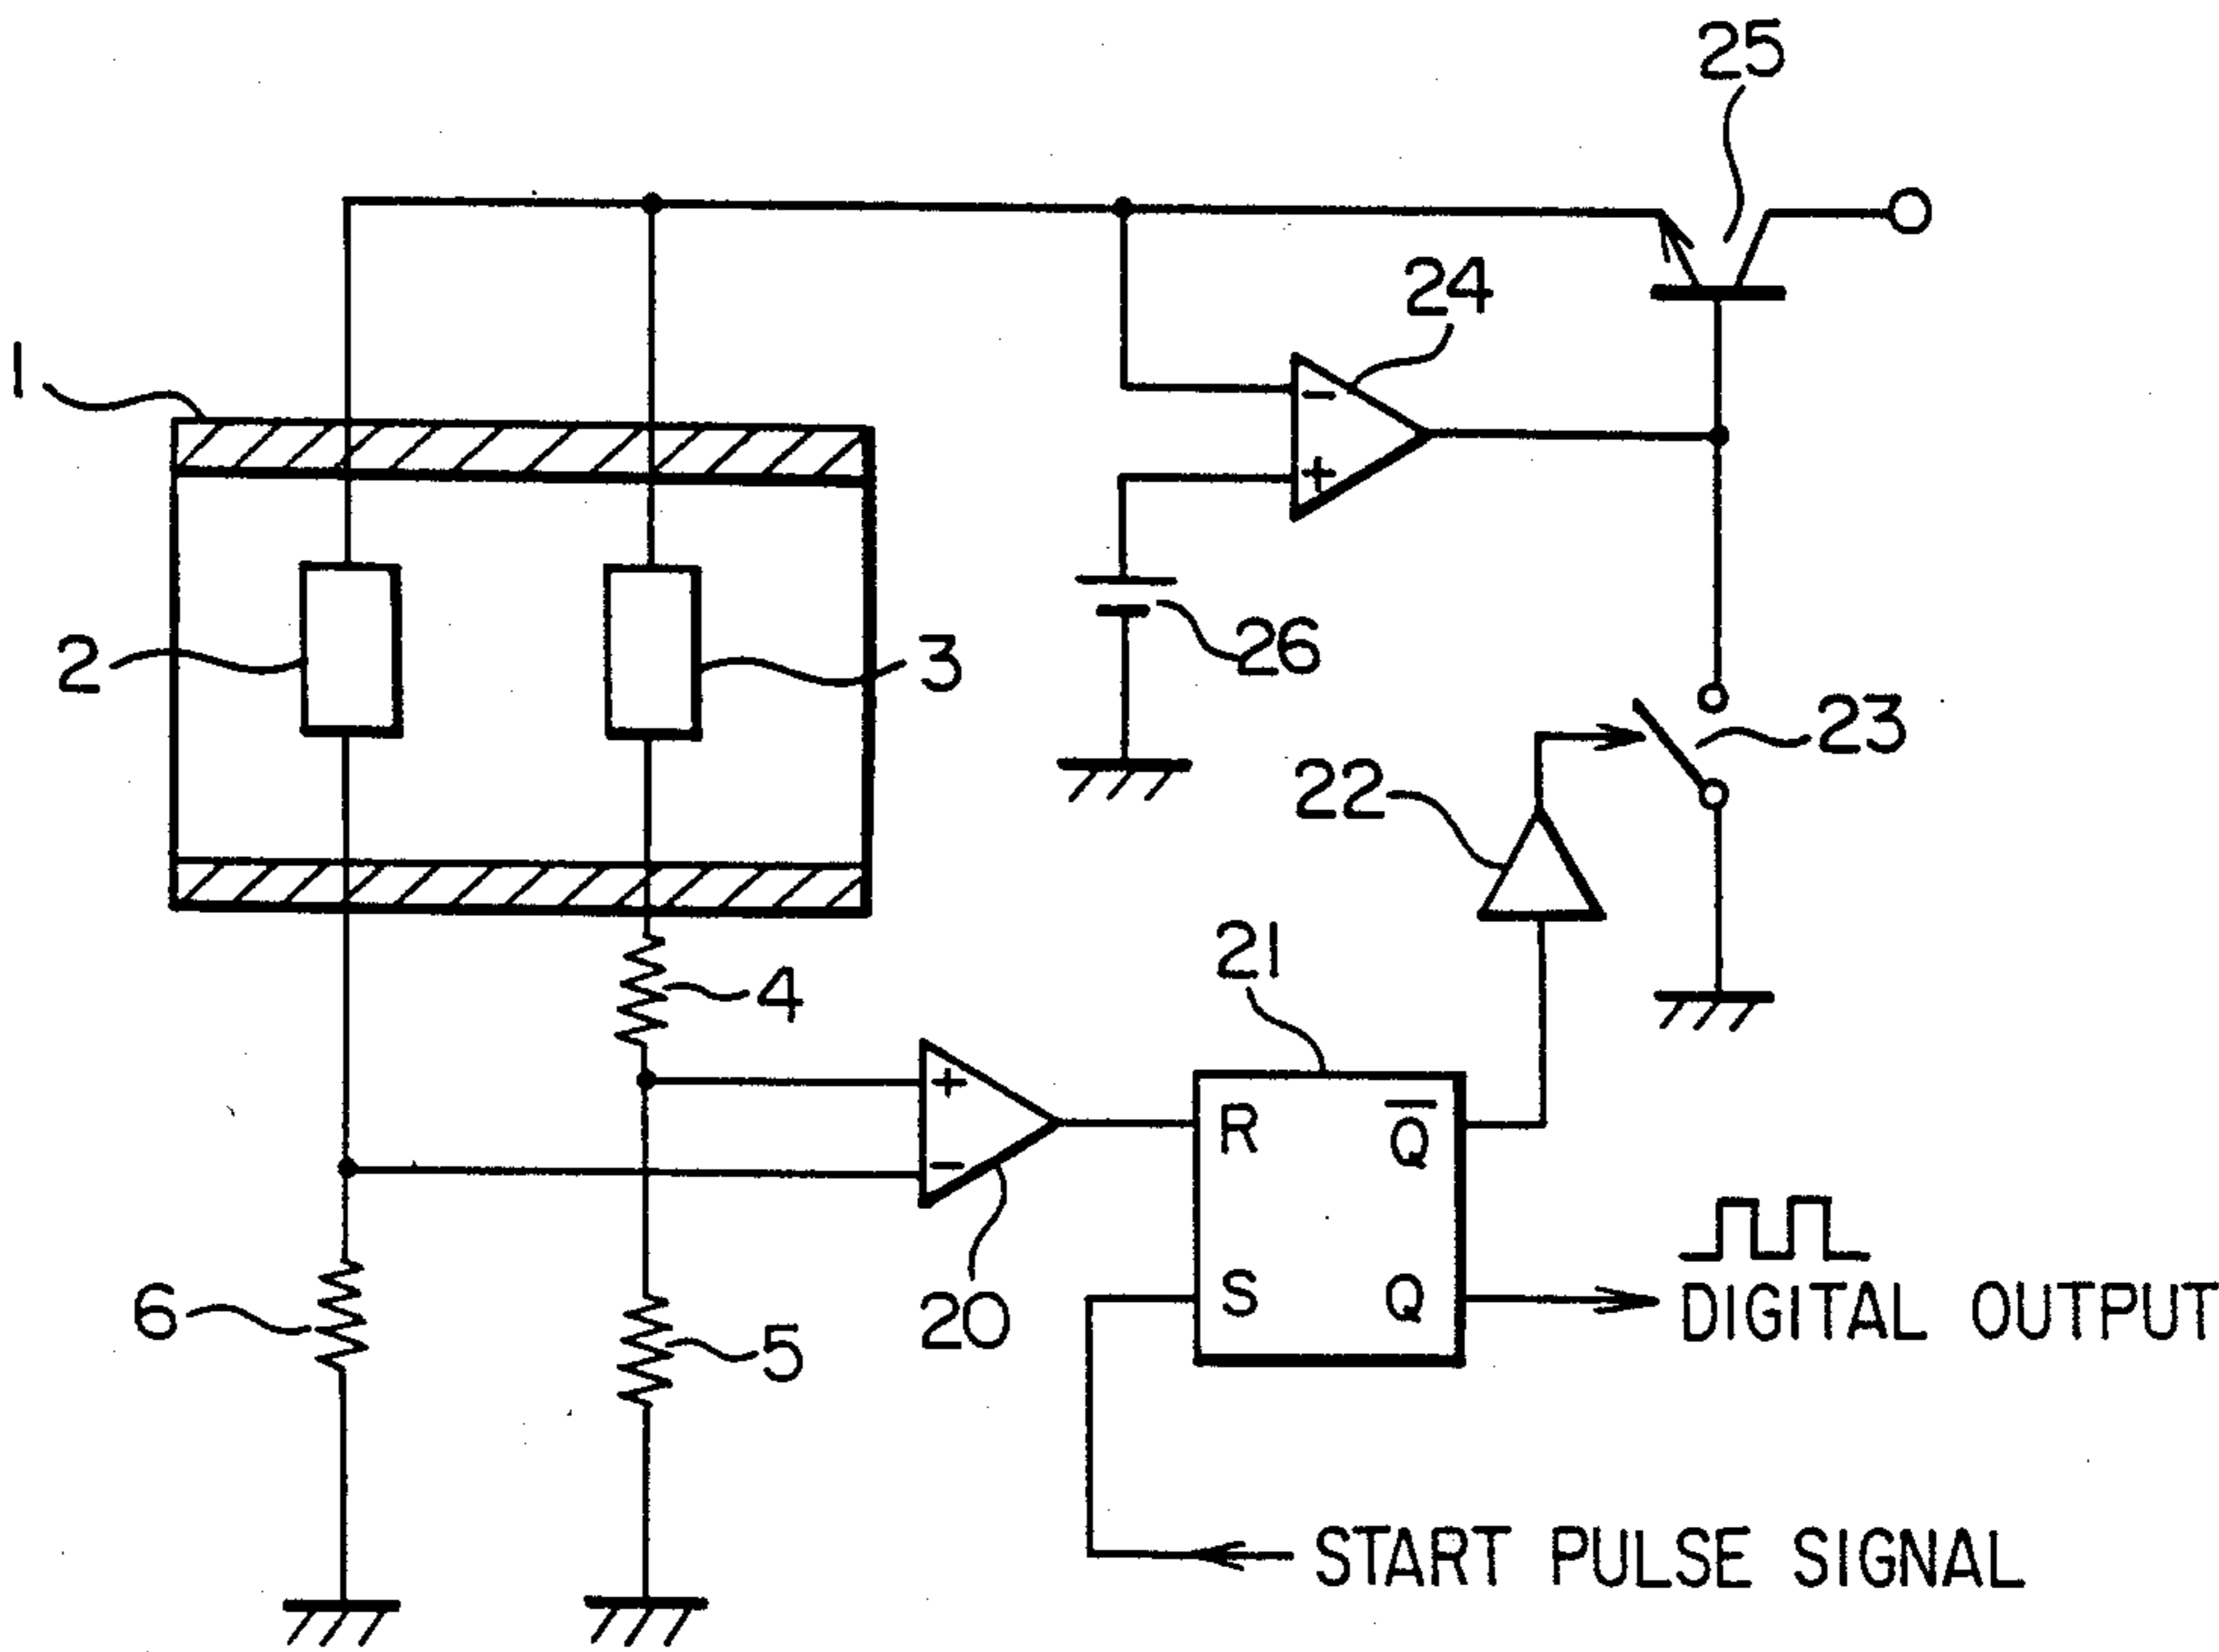 25
24
1
2
3
26
23
22
4
21
+
-
R
Q̅
S
Q
-
+
6
5
20
DIGITAL OUTPUT
START PULSE SIGNAL